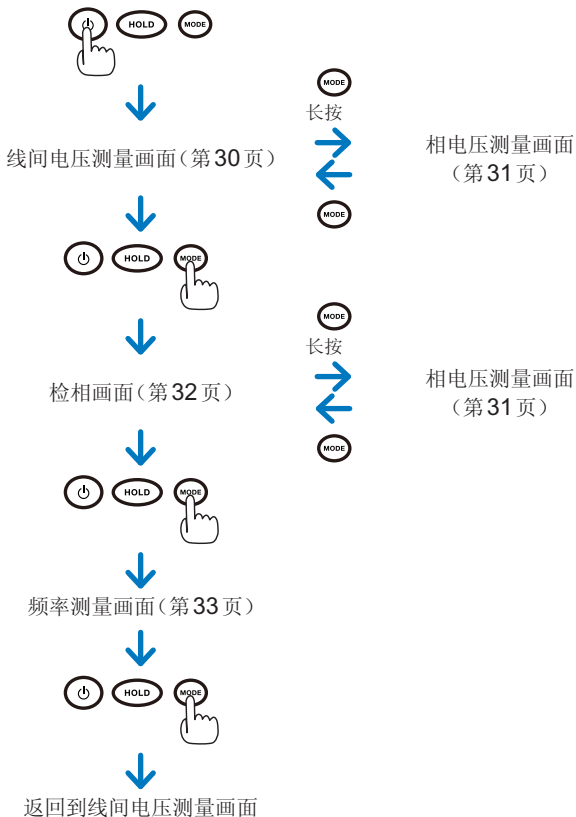 HOLD MODE
MODE
长按
线间电压测量画面(第30页)
相电压测量画面
(第31页)
MODE
HOLD MODE
MODE
长按
检相画面(第32页)
相电压测量画面
(第31页)
MODE
HOLD MODE
频率测量画面(第33页)
HOLD MODE
返回到线间电压测量画面